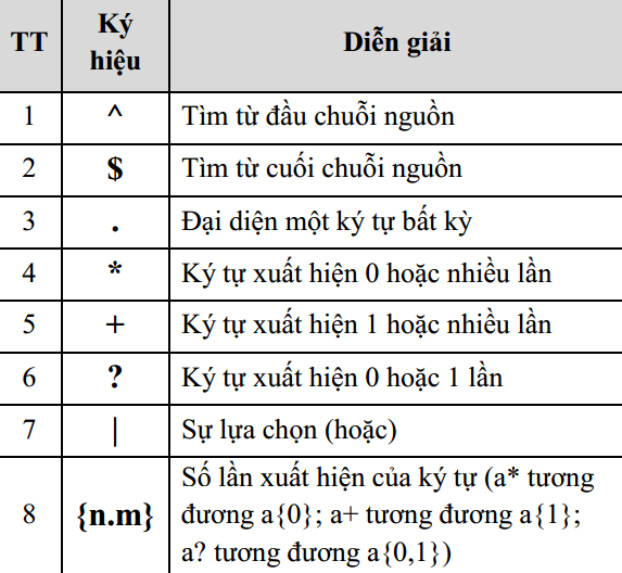 TT Ký hiệu Diễn giải
1 ^ Tìm từ đầu chuỗi nguồn
2 $ Tìm từ cuối chuỗi nguồn
3 . Đại diện một ký tự bất kỳ
4 * Ký tự xuất hiện 0 hoặc nhiều lần
5 + Ký tự xuất hiện 1 hoặc nhiều lần
6 ? Ký tự xuất hiện 0 hoặc 1 lần
7 | Sự lựa chọn (hoặc)
8 {n.m} Số lần xuất hiện của ký tự (a* tương
đương a{0}; a+ tương đương a{1};
a? tương đương a{0,1})